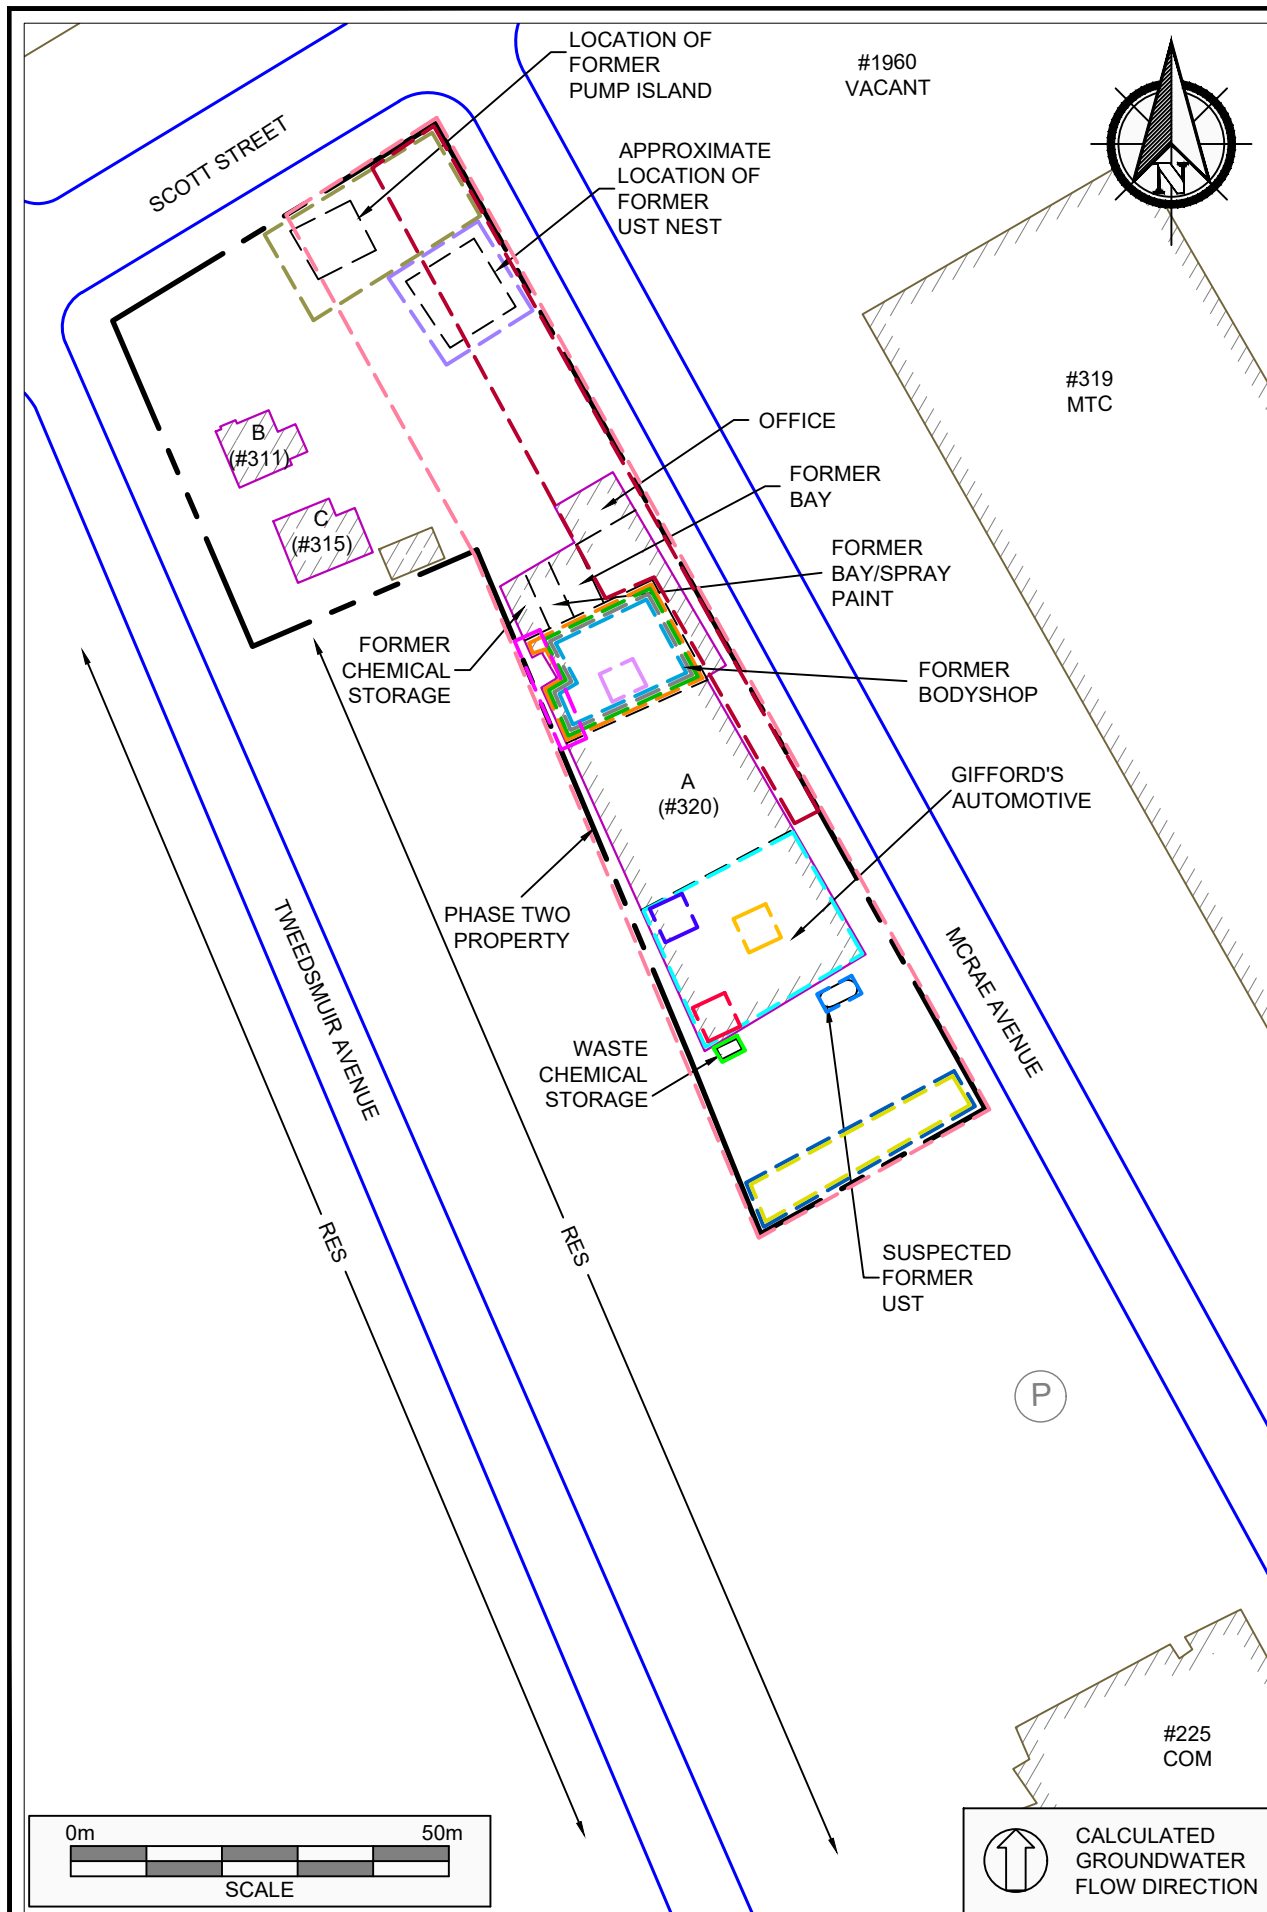 LOCATION OF
FORMER
PUMP ISLAND
#1960
VACANT
N
SCOTT STREET
APPROXIMATE
LOCATION OF
FORMER
UST NEST
#319
MTC
OFFICE
B
(#311)
FORMER
BAY
C
(#315)
FORMER
BAY/SPRAY
PAINT
FORMER
CHEMICAL
STORAGE
FORMER
BODYSHOP
A
(#320)
GIFFORD'S
AUTOMOTIVE
PHASE TWO
PROPERTY
TWEEDSMUIR AVENUE
MCRAE AVENUE
WASTE
CHEMICAL
STORAGE
RES
RES
SUSPECTED
FORMER
UST
P
#225
COM
0m
50m
SCALE
CALCULATED
GROUNDWATER
FLOW DIRECTION